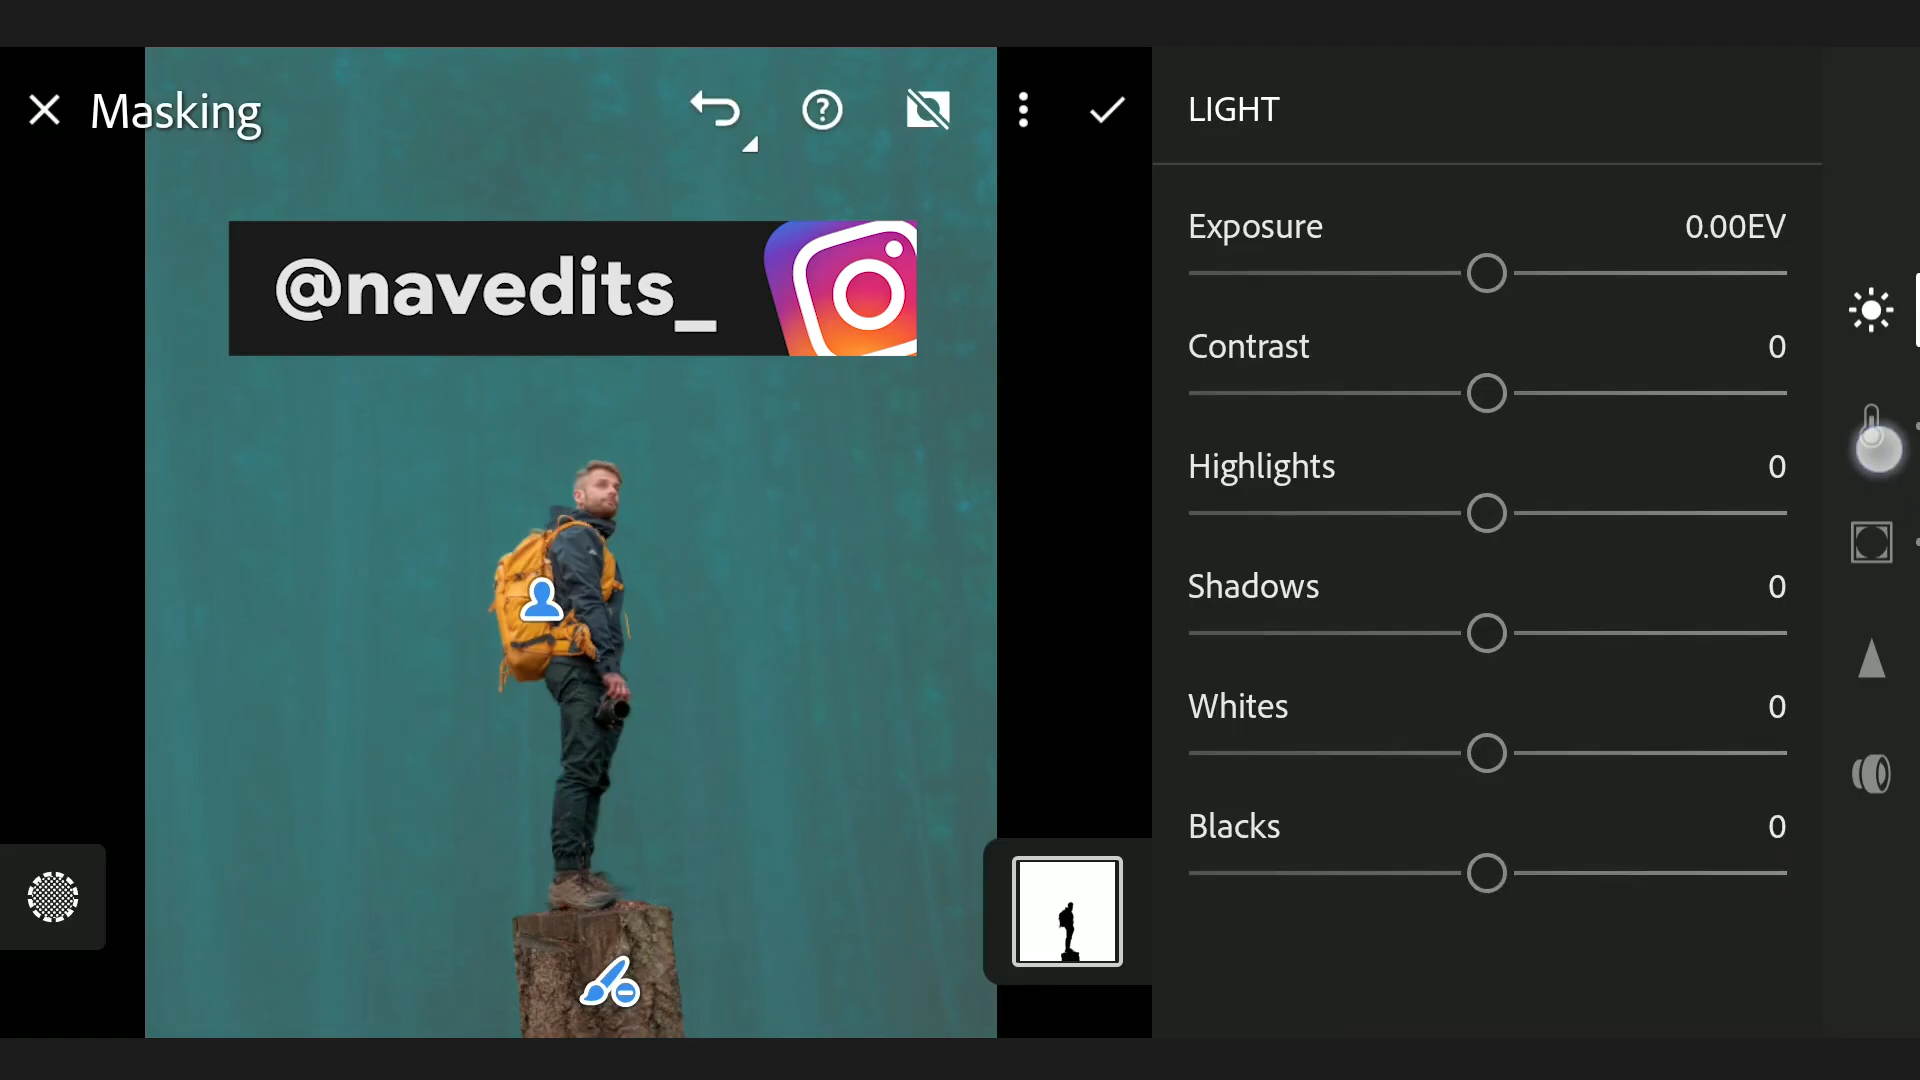 Masking
@navedits_
LIGHT
Exposure 0.00EV
Contrast 0
Highlights 0
Shadows 0
Whites 0
Blacks 0